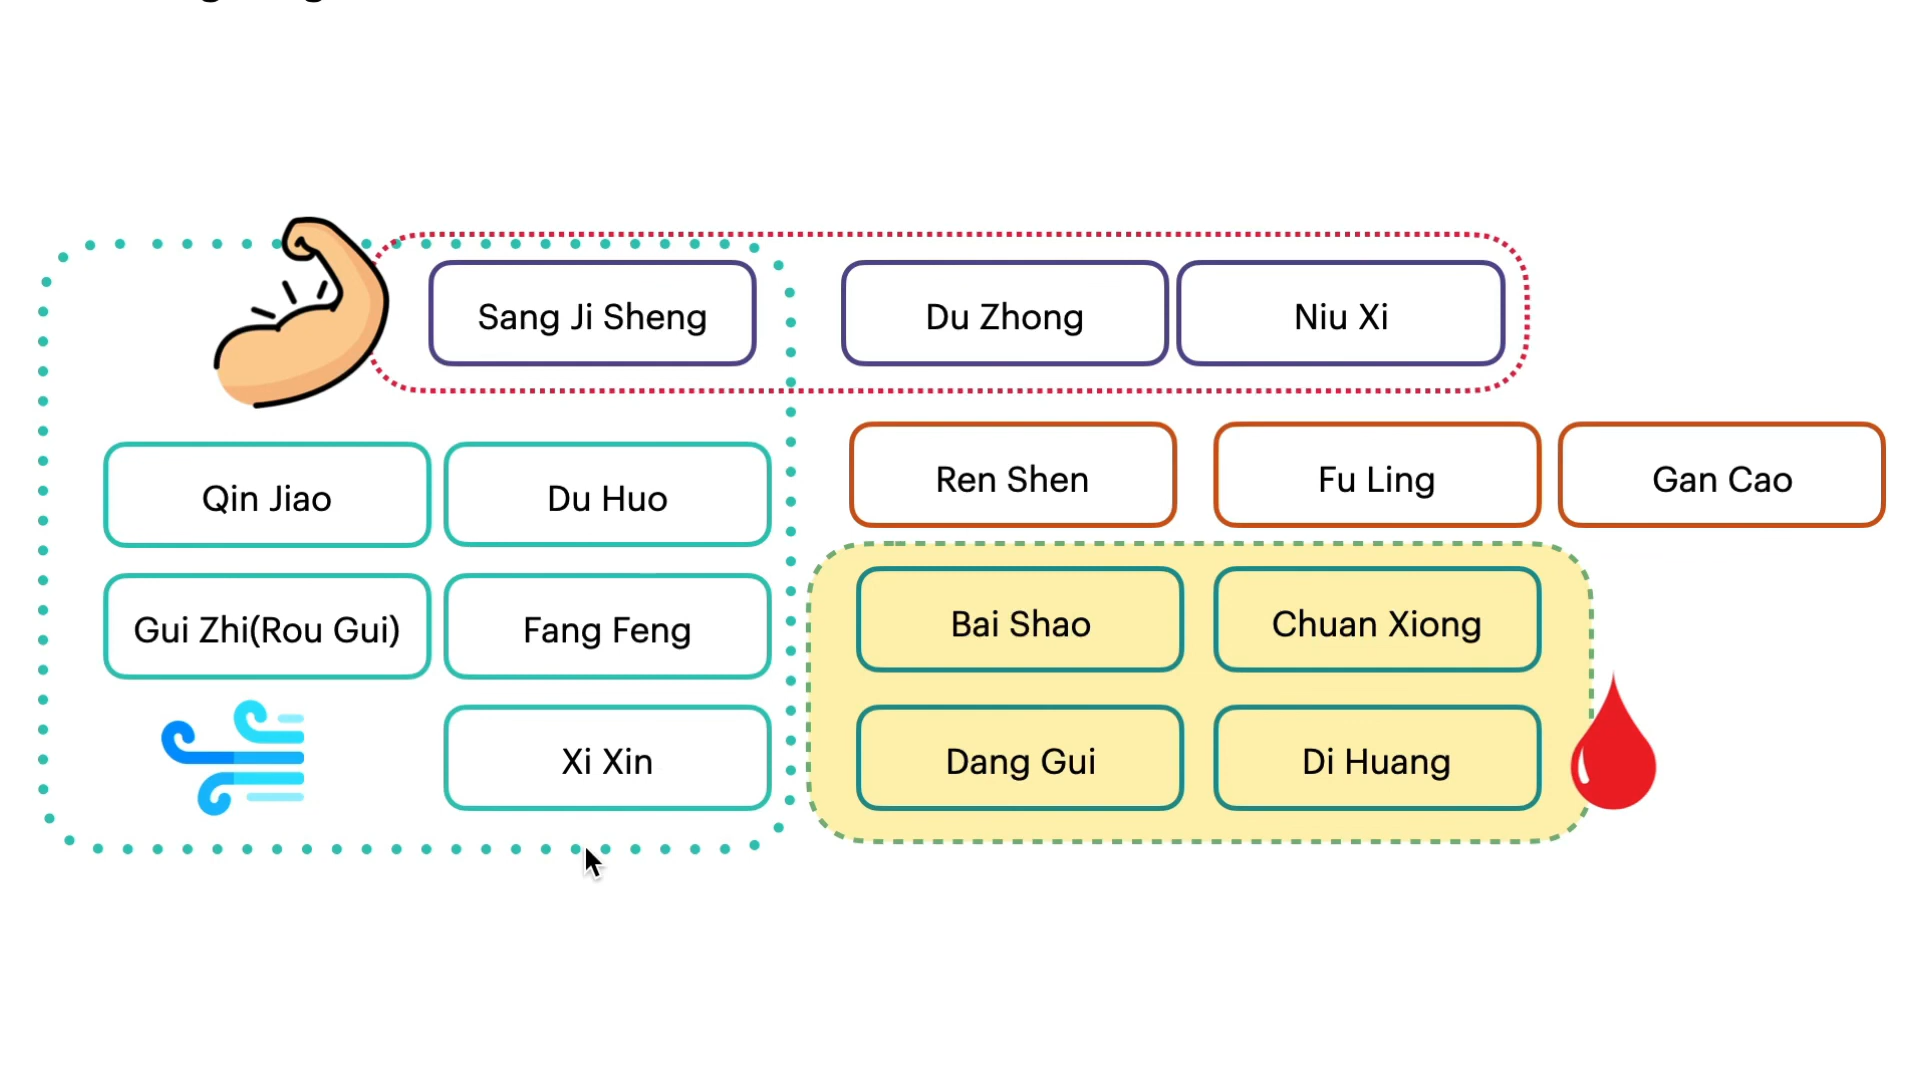 Sang Ji Sheng
Du Zhong
Niu Xi
Qin Jiao
Du Huo
Ren Shen
Fu Ling
Gan Cao
Gui Zhi(Rou Gui)
Fang Feng
Bai Shao
Chuan Xiong
Xi Xin
Dang Gui
Di Huang